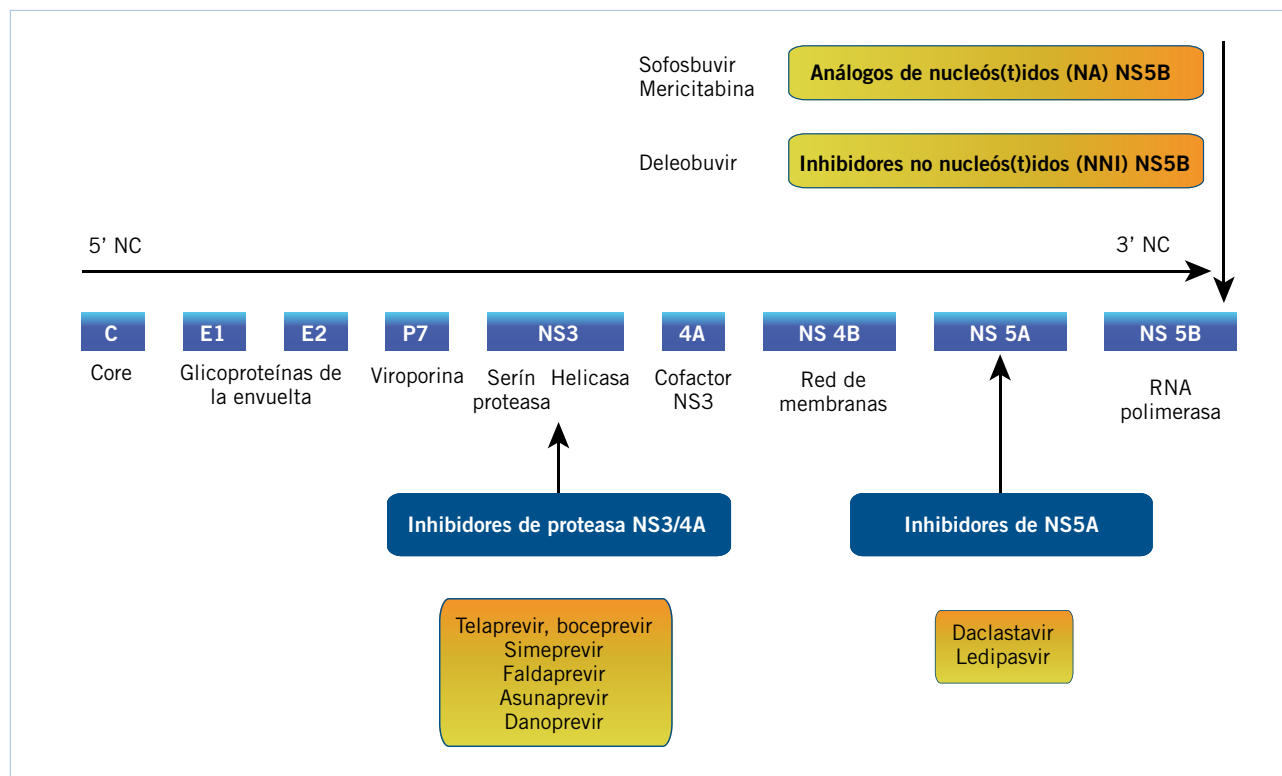 Sofosbuvir
Mericitabina
Análogos de nucleós(t)idos (NA) NS5B
Deleobuvir
Inhibidores no nucleós(t)idos (NNI) NS5B
5’ NC
3’ NC
C
E1
E2
P7
NS3
4A
NS 4B
NS 5A
NS 5B
Core
Glicoproteínas de
la envuelta
Viroporina
Serín Helicasa
proteasa
Cofactor
NS3
Red de
membranas
RNA
polimerasa
Inhibidores de proteasa NS3/4A
Inhibidores de NS5A
Telaprevir, boceprevir
Simeprevir
Faldaprevir
Asunaprevir
Danoprevir
Daclastavir
Ledipasvir